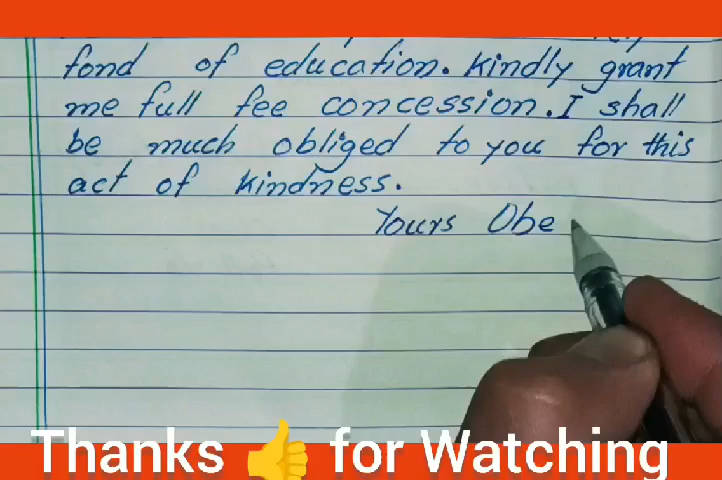 fond of education. Kindly grant
me full fee concession. I shall
be much obliged to you for this
act of kindness.
Yours Obe
Thanks 👍 for Watching